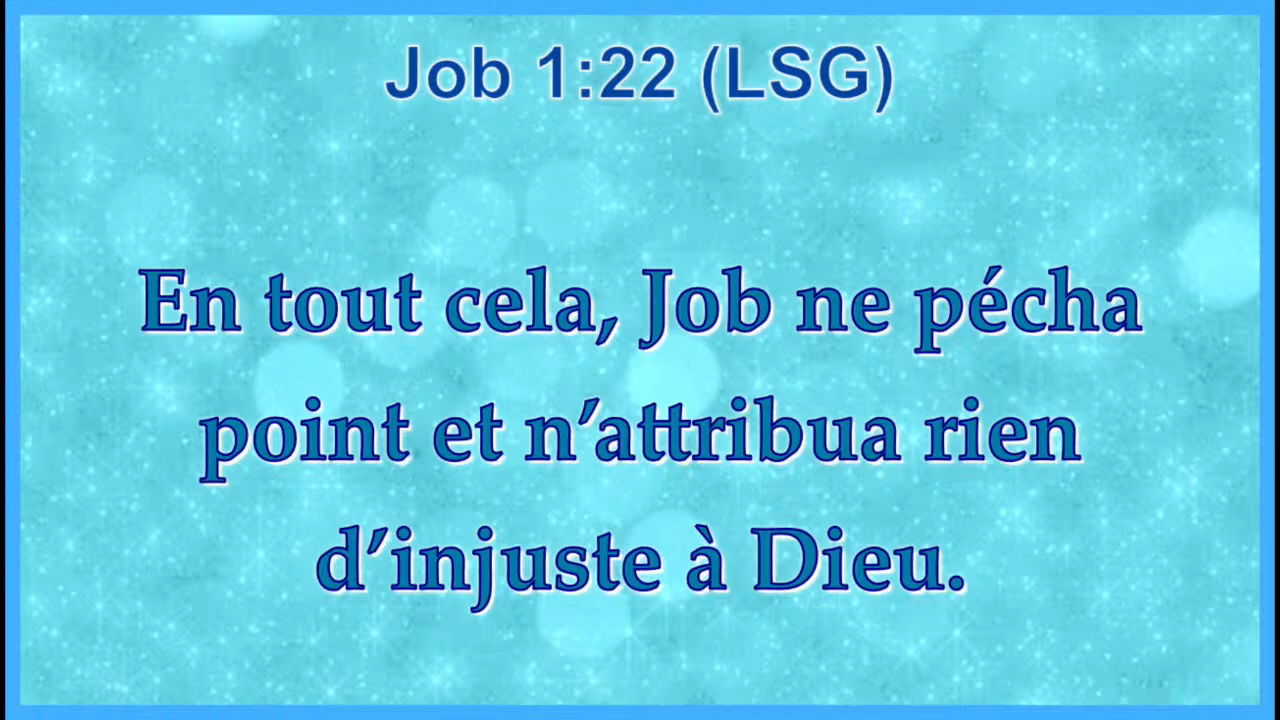 Job 1:22 (LSG)
En tout cela, Job ne pécha
point et n’attribua rien
d’injuste à Dieu.